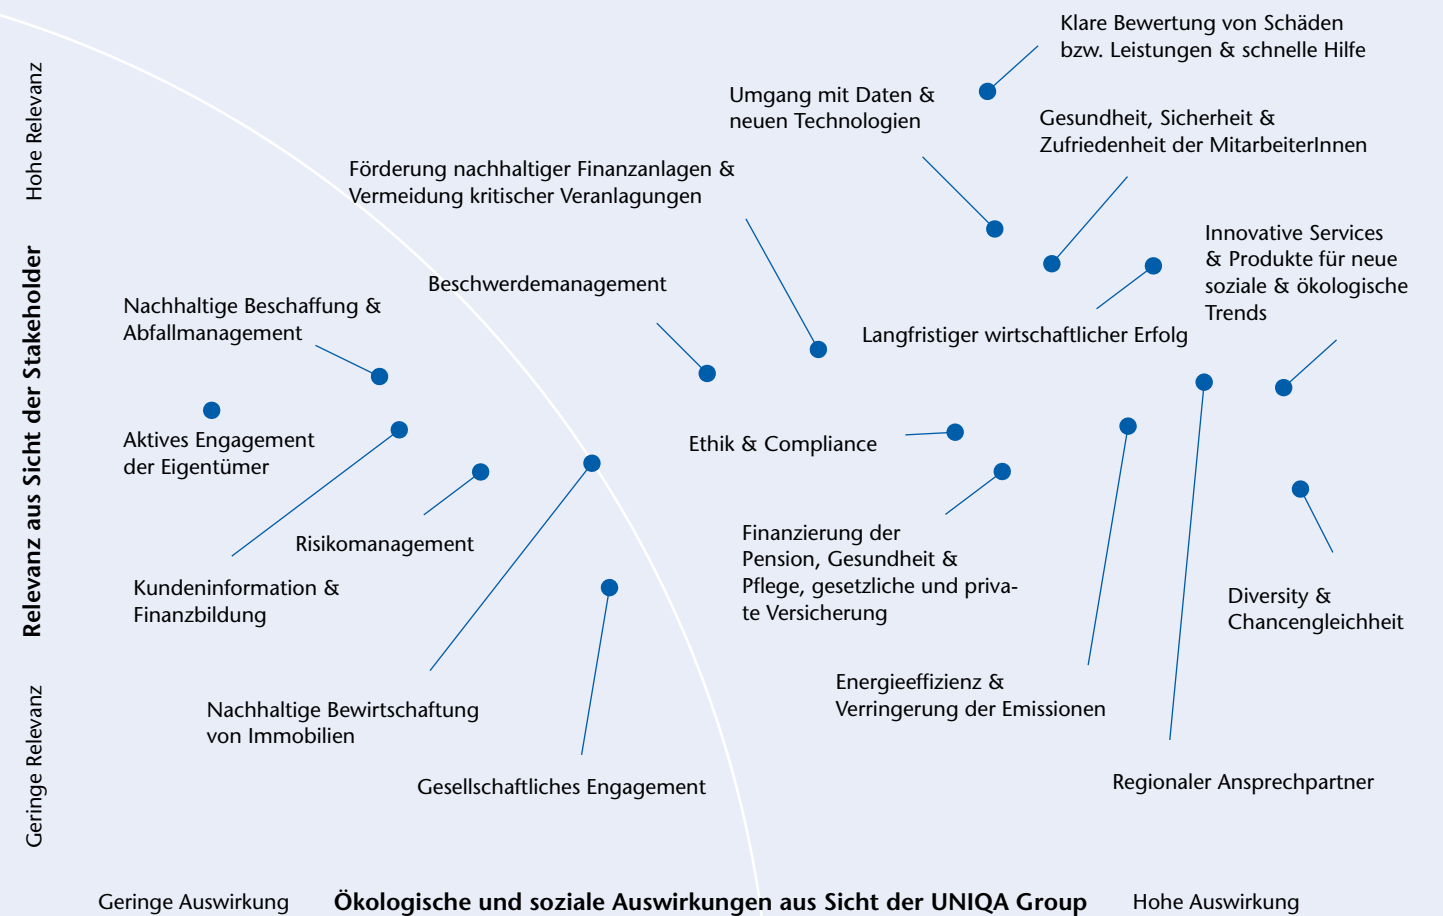 Klare Bewertung von Schäden
bzw. Leistungen & schnelle Hilfe
Umgang mit Daten &
neuen Technologien
Gesundheit, Sicherheit &
Zufriedenheit der MitarbeiterInnen
Förderung nachhaltiger Finanzanlagen &
Vermeidung kritischer Veranlagungen
Innovative Services
& Produkte für neue
soziale & ökologische
Trends
Beschwerdemanagement
Nachhaltige Beschaffung &
Abfallmanagement
Langfristiger wirtschaftlicher Erfolg
Aktives Engagement
der Eigentümer
Ethik & Compliance
Risikomanagement
Finanzierung der
Pension, Gesundheit &
Pflege, gesetzliche und priva-
te Versicherung
Kundeninformation &
Finanzbildung
Diversity &
Chancengleichheit
Energieeffizienz &
Verringerung der Emissionen
Nachhaltige Bewirtschaftung
von Immobilien
Gesellschaftliches Engagement
Regionaler Ansprechpartner
Hohe Relevanz
Relevanz aus Sicht der Stakeholder
Geringe Relevanz
Geringe Auswirkung
Ökologische und soziale Auswirkungen aus Sicht der UNIQA Group
Hohe Auswirkung